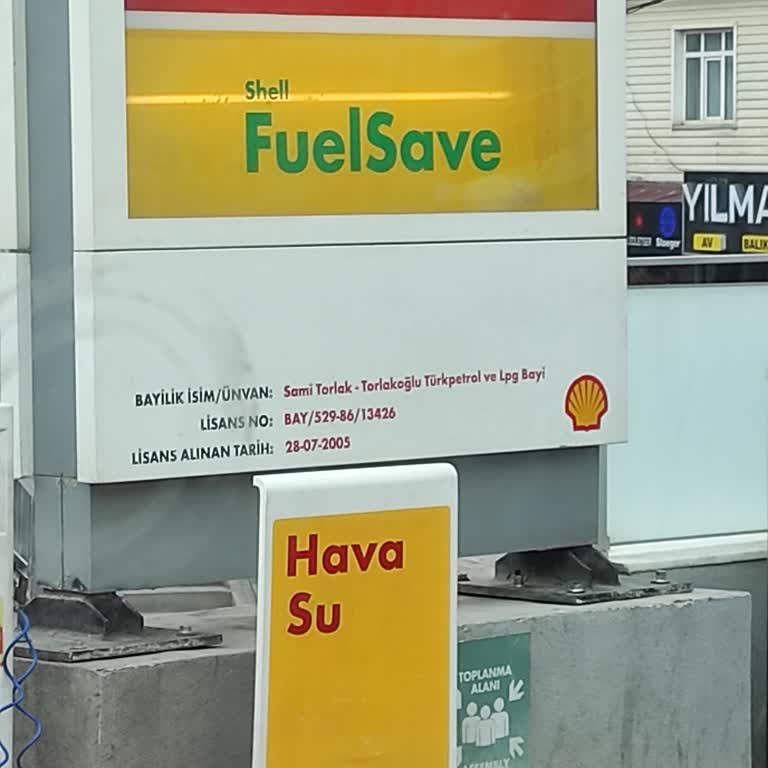 Shell
FuelSave
YILMA
AV
BALIK
BAYİLİK İSİM/ÜNVAN: Sami Torlak - Torlakoğlu Türkpetrol ve Lpg Bayi
LİSANS NO: BAY/529-86/13426
LİSANS ALINAN TARİH: 28-07-2005
Hava
Su
TOPLANMA
ALANI
ASSEMBLY